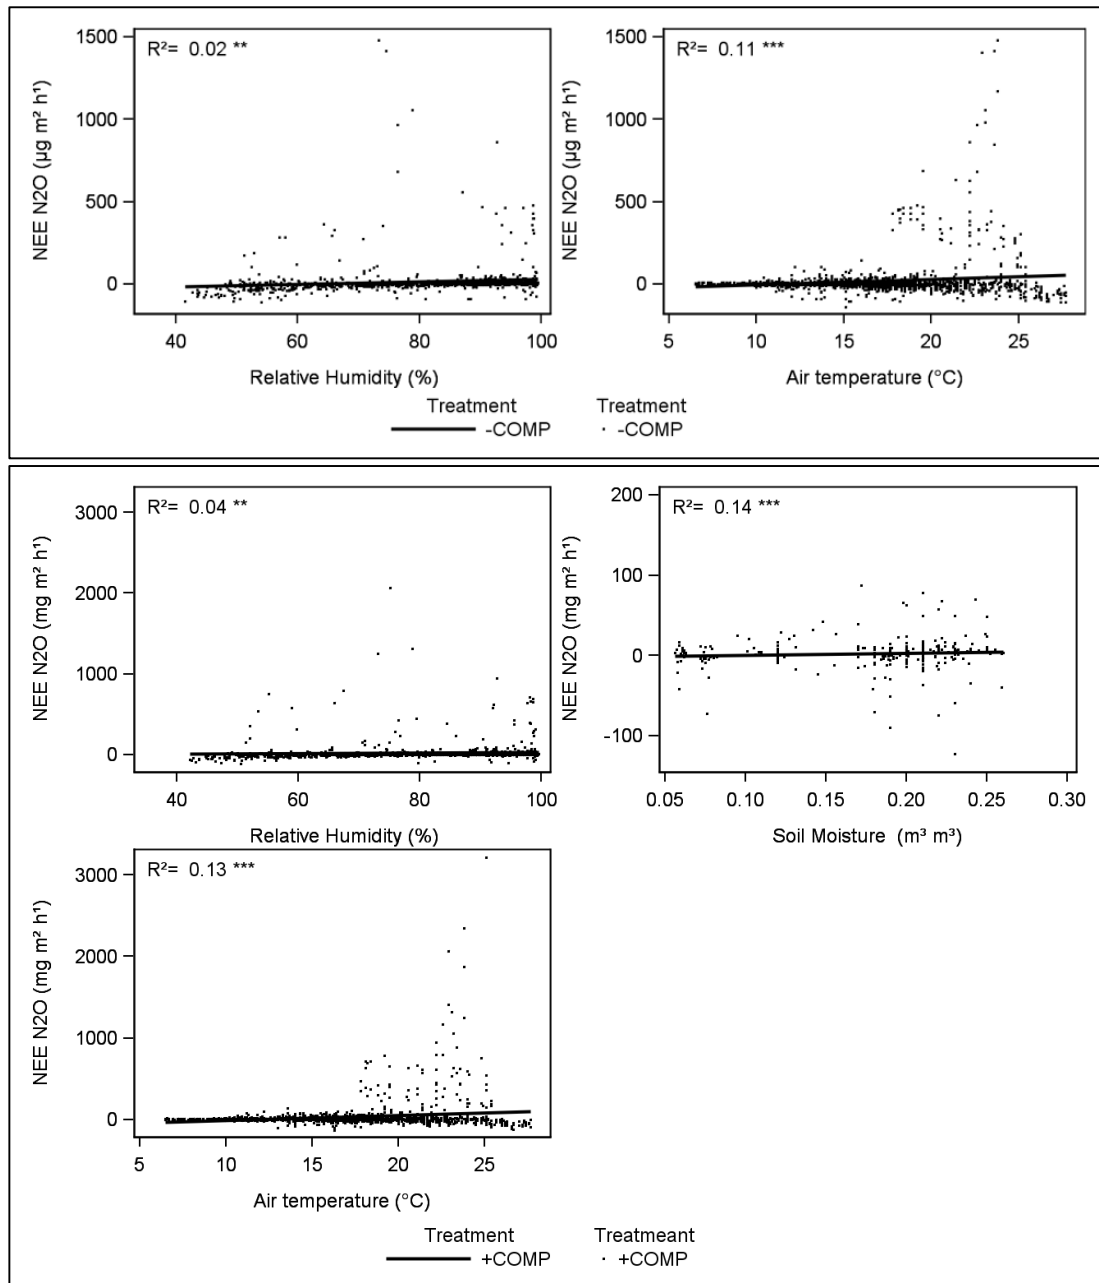 R²= 0.02 **
1500
1000
500
0
NEE N2O (µg m² h¹)
40 60 80 100
Relative Humidity (%)
R²= 0.11 ***
1500
1000
500
0
NEE N2O (µg m² h¹)
5 10 15 20 25
Air temperature (°C)
Treatment Treatment
-COMP -COMP
R²= 0.04 **
3000
2000
1000
0
NEE N2O (mg m² h¹)
40 60 80 100
Relative Humidity (%)
R²= 0.14 ***
200
100
0
-100
NEE N2O (mg m² h¹)
0.05 0.10 0.15 0.20 0.25 0.30
Soil Moisture (m³ m³)
R²= 0.13 ***
3000
2000
1000
0
NEE N2O (mg m² h¹)
5 10 15 20 25
Air temperature (°C)
Treatment Treatmeant
+COMP +COMP